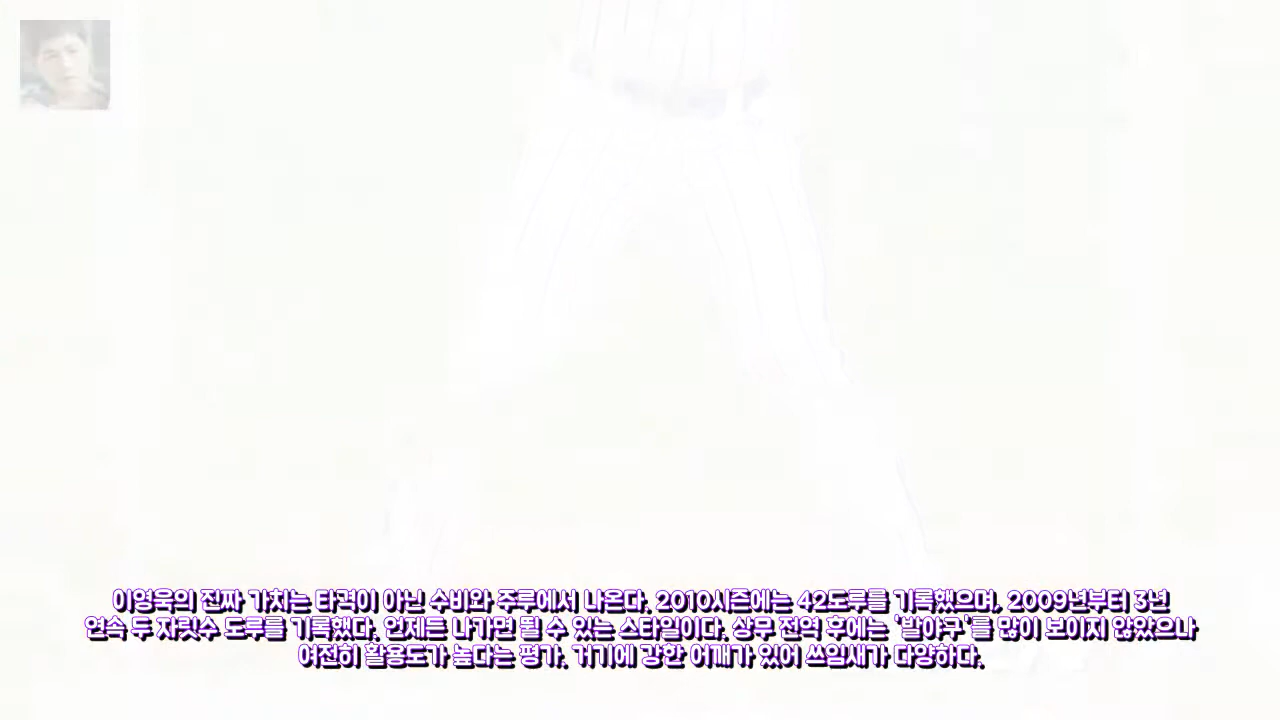 이영욱의 진짜 가치는 타격이 아닌 수비와 주루에서 나온다. 2010시즌에는 42도루를 기록했으며, 2009년부터 3년
연속 두 자릿수 도루를 기록했다. 언제든 나가면 뛸 수 있는 스타일이다. 상무 전역 후에는 '발야구'를 많이 보이지 않았으나
여전히 활용도가 높다는 평가. 거기에 강한 어깨가 있어 쓰임새가 다양하다.